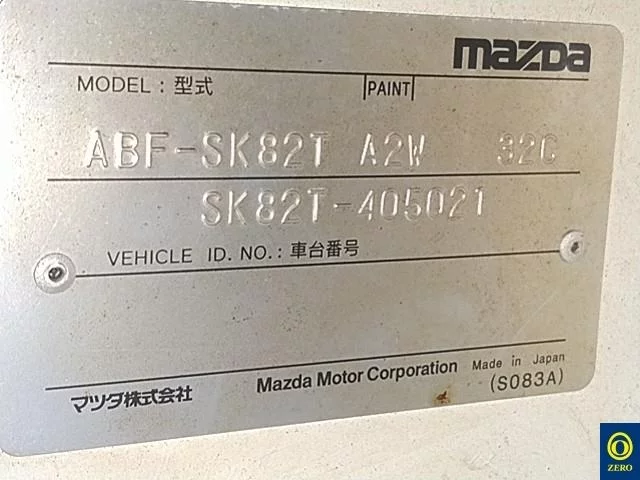 mazda
MODEL : 型式 |PAINT|
ABF-SK82T A2W 32C
SK82T-405021
VEHICLE ID. NO. : 車台番号
マツダ株式会社 Mazda Motor Corporation Made in Japan
(S083A)
ZERO